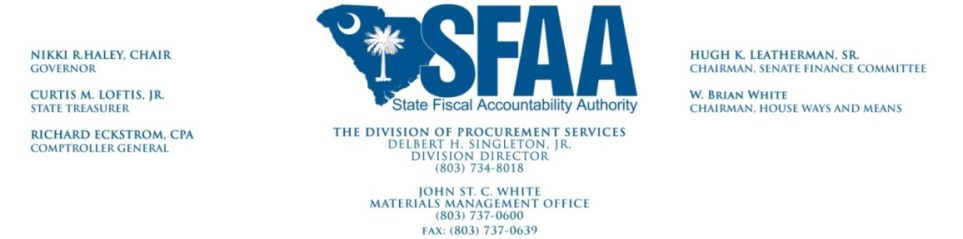 NIKKI R.HALEY, CHAIR
GOVERNOR
CURTIS M. LOFTIS, JR.
STATE TREASURER
RICHARD ECKSTROM, CPA
COMPTROLLER GENERAL
SFAA
State Fiscal Accountability Authority
THE DIVISION OF PROCUREMENT SERVICES
DELBERT H. SINGLETON, JR.
DIVISION DIRECTOR
(803) 734-8018
JOHN ST. C. WHITE
MATERIALS MANAGEMENT OFFICE
(803) 737-0600
FAX: (803) 737-0639
HUGH K. LEATHERMAN, SR.
CHAIRMAN, SENATE FINANCE COMMITTEE
W. BRIAN WHITE
CHAIRMAN, HOUSE WAYS AND MEANS